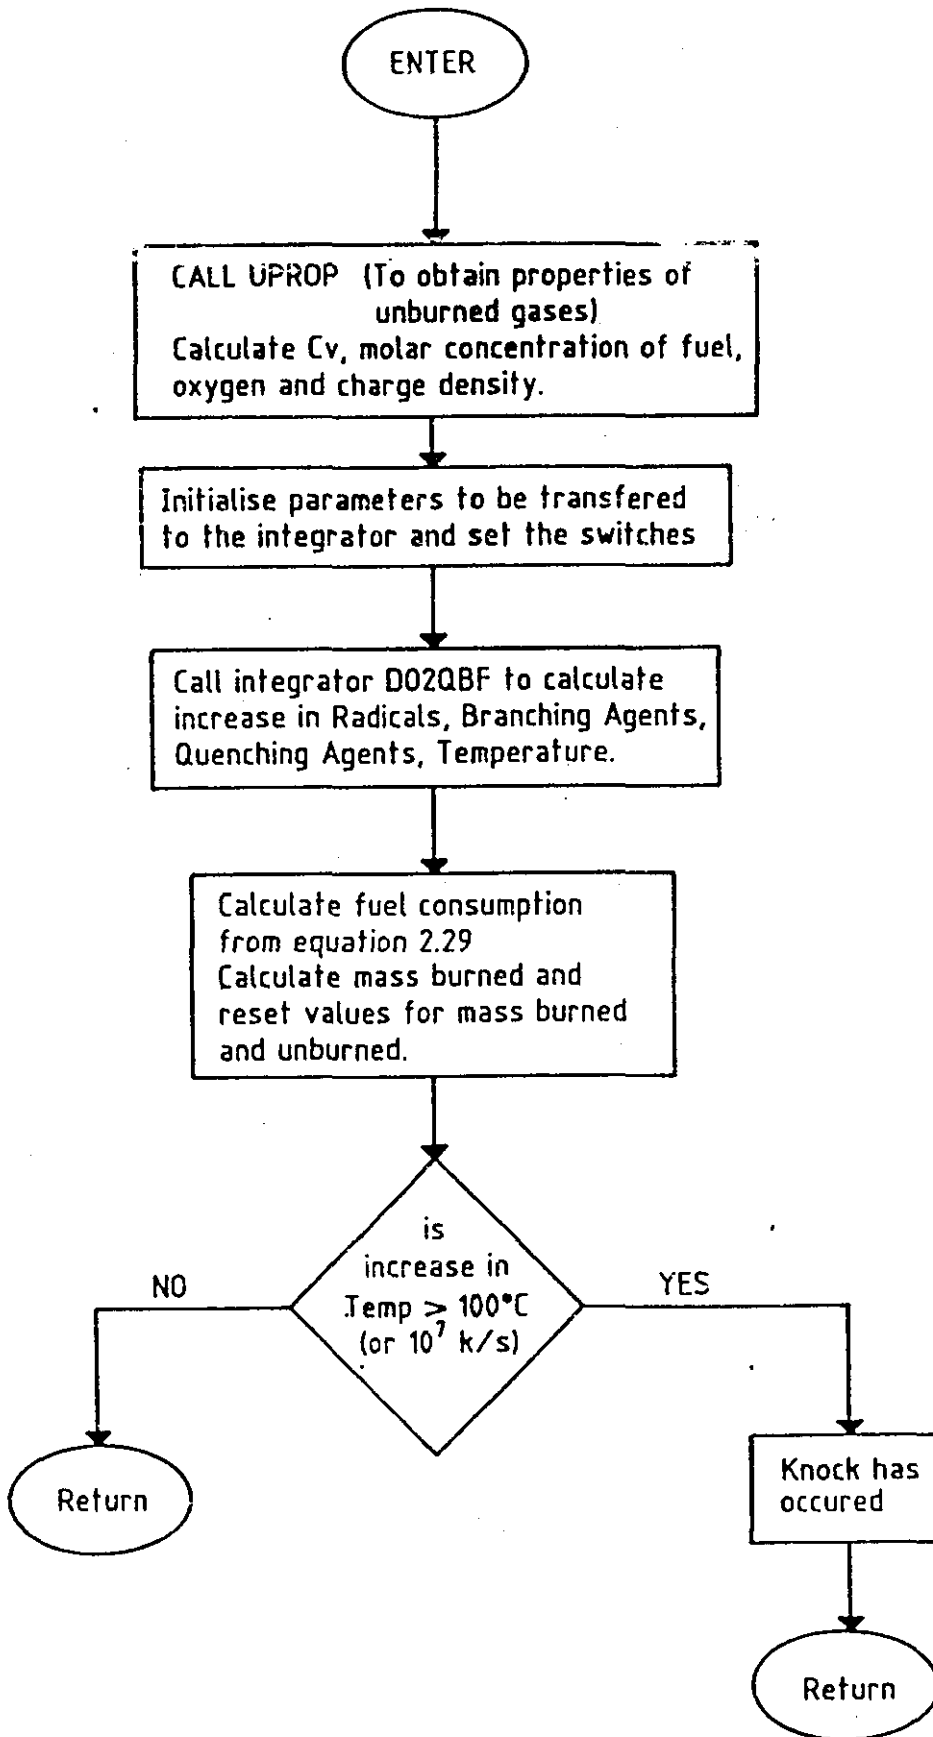 ENTER
CALL UPROP (To obtain properties of
unburned gases)
Calculate Cv, molar concentration of fuel,
oxygen and charge density.
Initialise parameters to be transfered
to the integrator and set the switches
Call integrator D02QBF to calculate
increase in Radicals, Branching Agents,
Quenching Agents, Temperature.
Calculate fuel consumption
from equation 2.29
Calculate mass burned and
reset values for mass burned
and unburned.
is
increase in
Temp > 100°C
(or 10⁷ k/s)
NO
YES
Return
Knock has
occured
Return